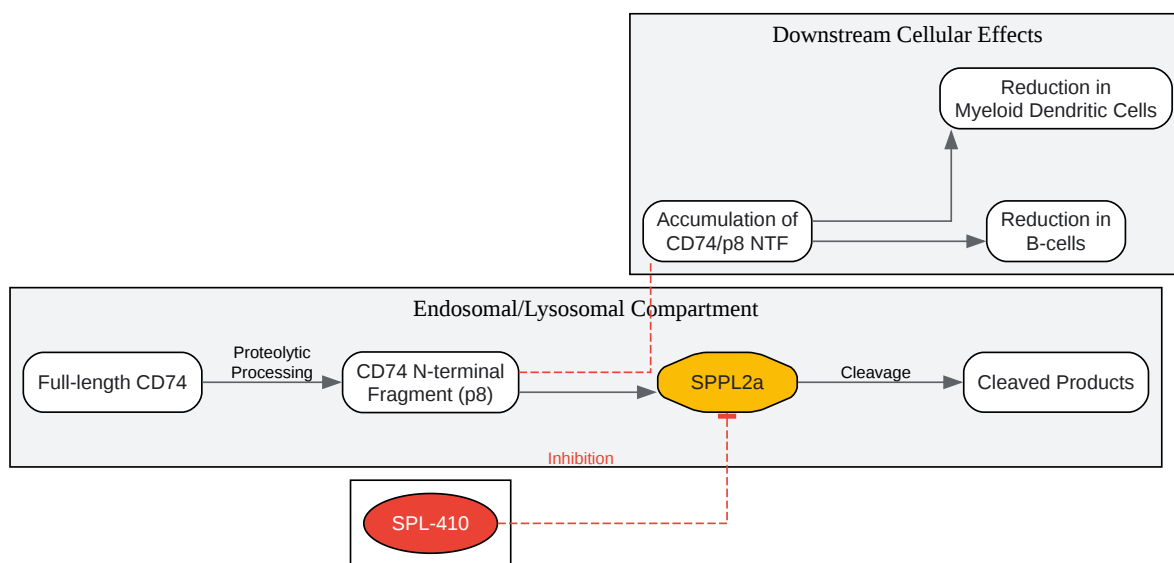 Downstream Cellular Effects
Reduction in
Myeloid Dendritic Cells
Accumulation of
CD74/p8 NTF
Reduction in
B-cells
Endosomal/Lysosomal Compartment
Full-length CD74
Proteolytic
Processing
CD74 N-terminal
Fragment (p8)
SPPL2a
Cleavage
Cleaved Products
Inhibition
SPL-410